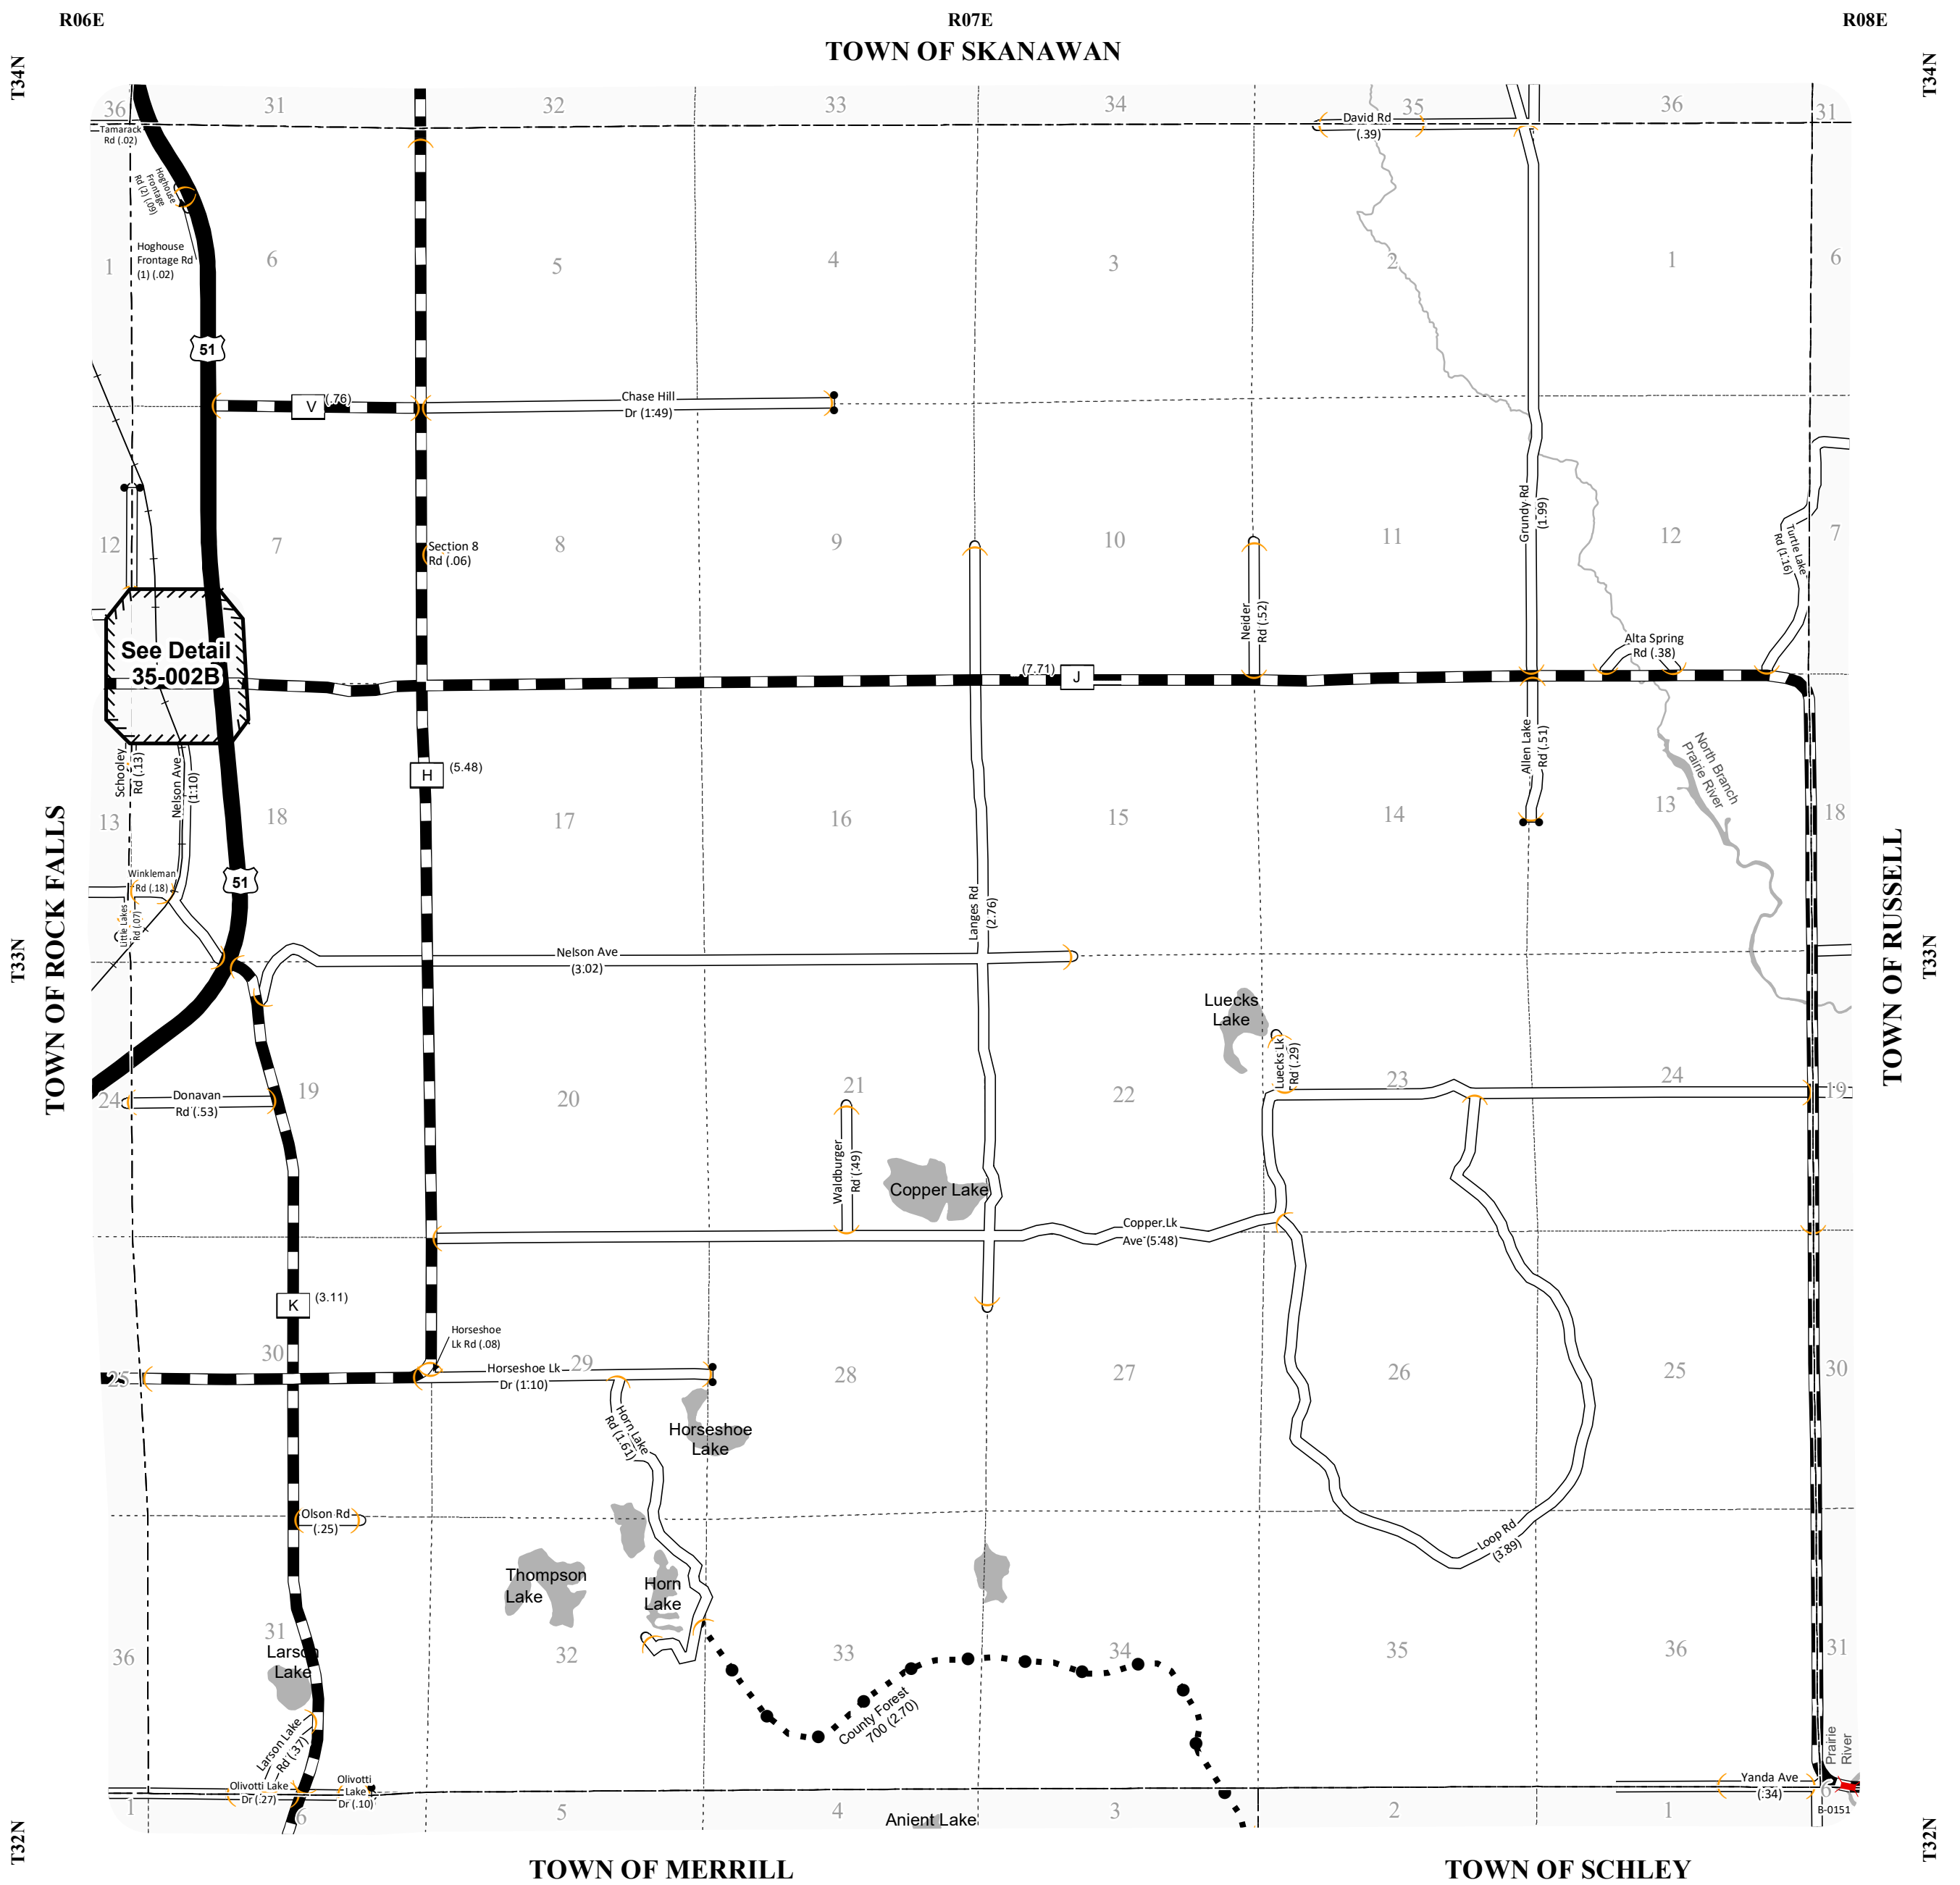 R06E
R07E
R08E
TOWN OF SKANAWAN
T34N
T34N
36
31
32
33
34
35
36
31
Tamarack
Rd (.02)
David Rd
(.39)
Hoghouse
Frontage
Rd (2) (.09)
Hoghouse
Frontage Rd
(1) (.02)
1
6
5
4
3
2
1
6
51
V
(.76)
Chase Hill
Dr (1.49)
Grundy Rd
(1.99)
12
7
8
9
10
11
12
7
Section 8
Rd (.06)
Turtle Lake
Rd (1.16)
Neider
Rd (.52)
Alta Spring
Rd (.38)
See Detail
35-002B
(7.71)
J
Schooley
Rd (.13)
Nelson Ave
(1.10)
H
(5.48)
Allen Lake
Rd (.51)
North Branch
Prairie River
13
18
17
16
15
14
13
18
TOWN OF ROCK FALLS
TOWN OF RUSSELL
51
Winkleman
Rd (.18)
Little Lakes
Rd (.07)
Langes Rd
(2.76)
T33N
T33N
Nelson Ave
(3.02)
Luecks
Lake
Luecks Lk
Rd (.29)
24
Donavan
Rd (.53)
19
20
21
22
23
24
19
Waldburger
Rd (.49)
Copper Lake
Copper Lk
Ave (5.48)
K
(3.11)
Horseshoe
Lk Rd (.08)
25
30
29
28
27
26
25
30
Horseshoe Lk
Dr (1.10)
Horn Lake
Rd (1.61)
Horseshoe
Lake
Olson Rd
(.25)
Loop Rd
(3.89)
Thompson
Lake
Horn
Lake
36
31
32
33
34
35
36
31
Larson
Lake
County Forest
700 (2.70)
Larson Lake
Rd (.37)
Prairie
River
Olivotti Lake
Dr (.27)
Olivotti
Lake
Dr (.10)
Yanda Ave
(.34)
1
6
5
4
3
2
1
6
B-0151
Anient Lake
T32N
T32N
TOWN OF MERRILL
TOWN OF SCHLEY